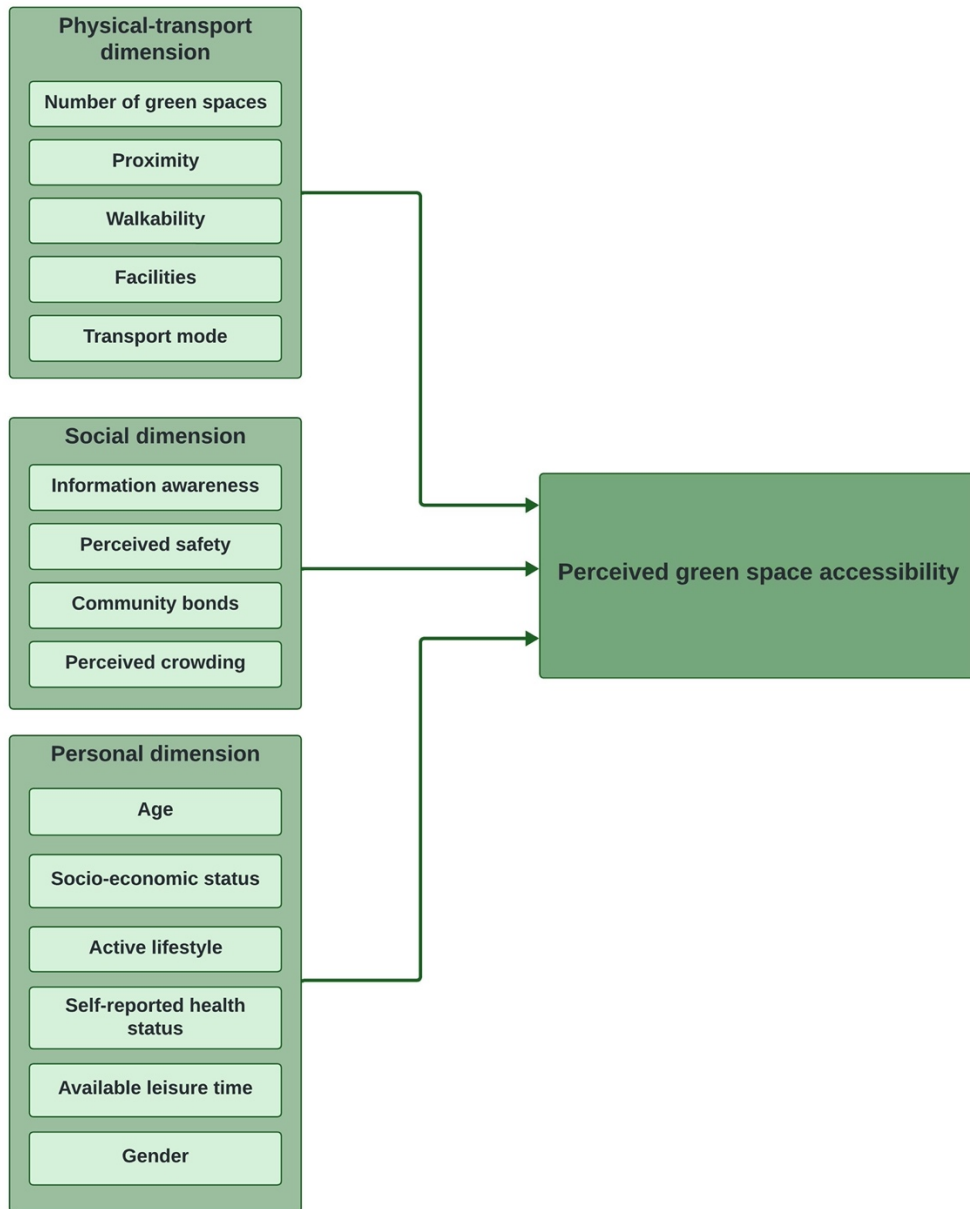 Physical-transport
dimension
Number of green spaces
Proximity
Walkability
Facilities
Transport mode
Social dimension
Information awareness
Perceived safety
Community bonds
Perceived crowding
Perceived green space accessibility
Personal dimension
Age
Socio-economic status
Active lifestyle
Self-reported health
status
Available leisure time
Gender